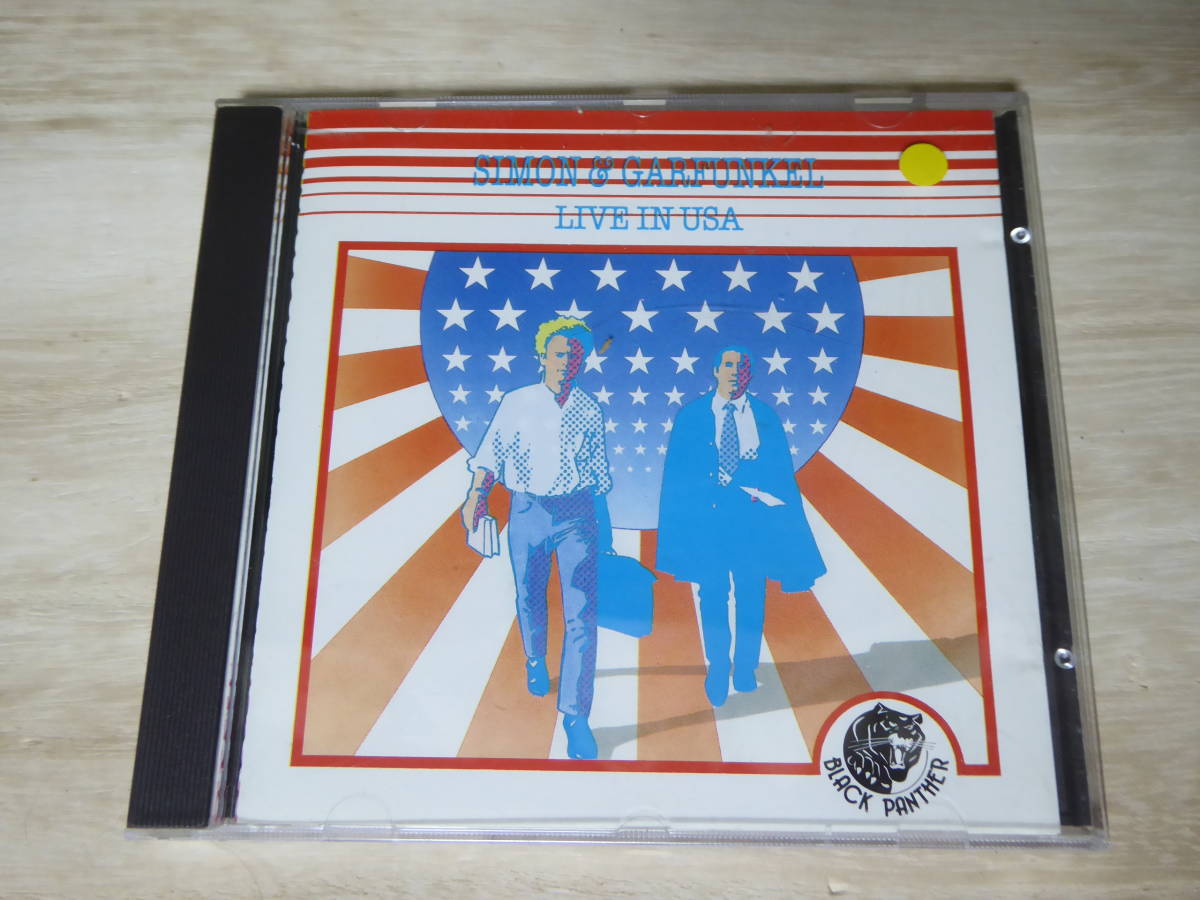 SIMON & GARFUNKEL
LIVE IN USA
BLACK PANTHER